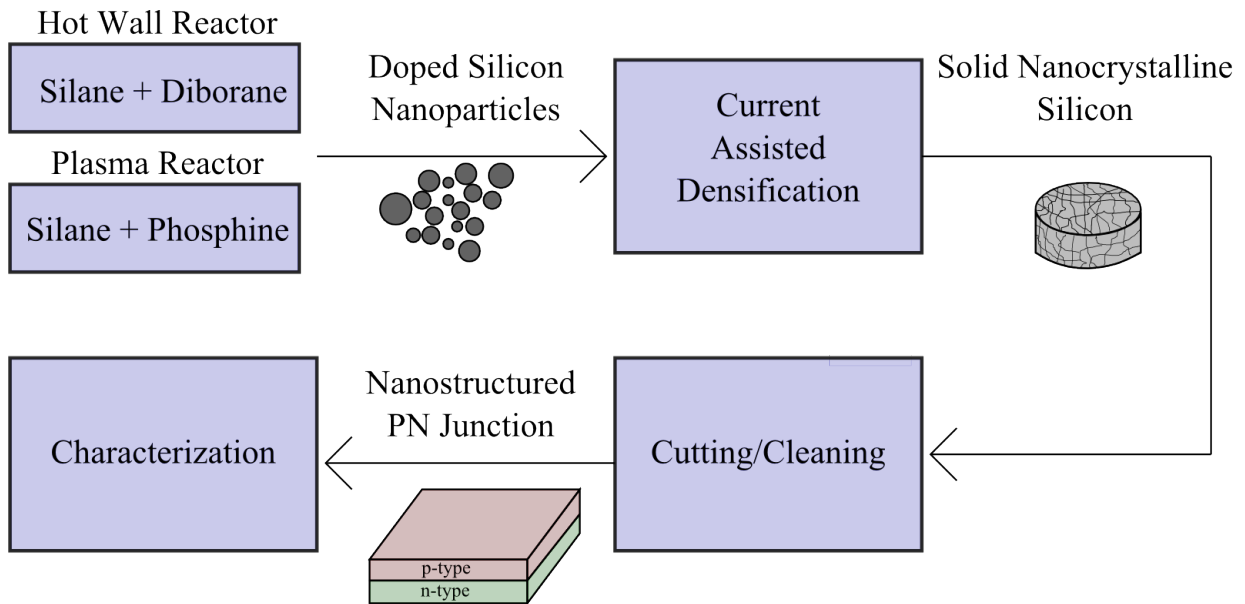 Hot Wall Reactor
Silane + Diborane
Plasma Reactor
Silane + Phosphine
Doped Silicon
Nanoparticles
Current
Assisted
Densification
Solid Nanocrystalline
Silicon
Cutting/Cleaning
Nanostructured
PN Junction
p-type
n-type
Characterization